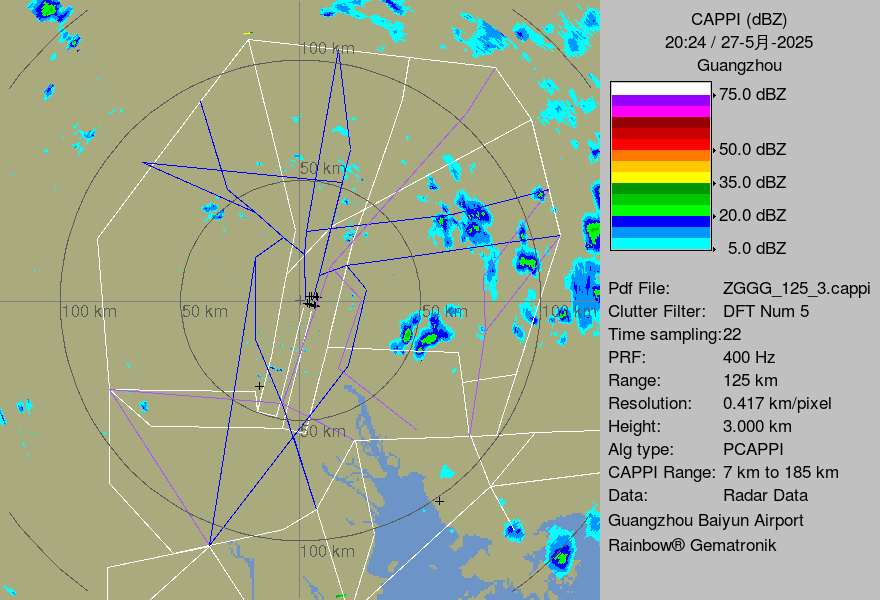 CAPPI (dBZ)
20:24 / 27-5月-2025
Guangzhou
75.0 dBZ
50.0 dBZ
35.0 dBZ
20.0 dBZ
5.0 dBZ
Pdf File: ZGGG_125_3.cappi
Clutter Filter: DFT Num 5
Time sampling:22
PRF: 400 Hz
Range: 125 km
Resolution: 0.417 km/pixel
Height: 3.000 km
Alg type: PCAPPI
CAPPI Range: 7 km to 185 km
Data: Radar Data
Guangzhou Baiyun Airport
Rainbow® Gematronik
100 km
50 km
100 km
50 km
50 km
100 km
50 km
100 km